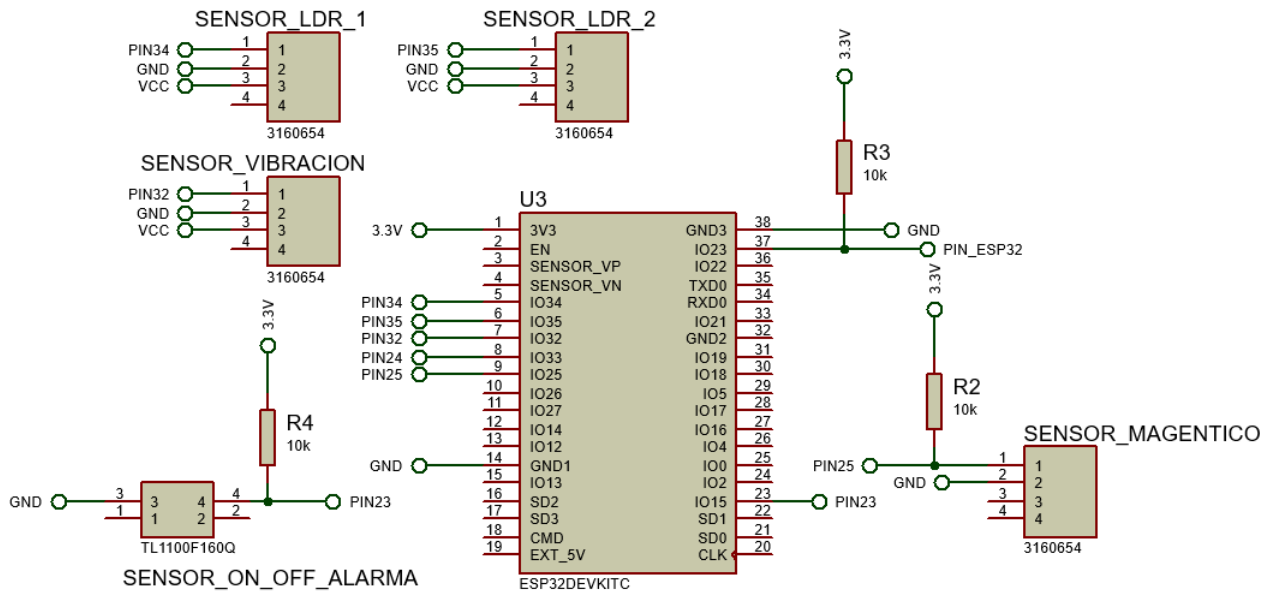 SENSOR_LDR_1
PIN34 1 1
GND 2 2
VCC 3 3
4 4
3160654
SENSOR_LDR_2
PIN35 1 1
GND 2 2
VCC 3 3
4 4
3160654
SENSOR_VIBRACION
PIN32 1 1
GND 2 2
VCC 3 3
4 4
3160654
3.3V
R3
10k
U3
3.3V 1 3V3 GND3 38 GND
2 EN IO23 37 PIN_ESP32
3 SENSOR_VP IO22 36
4 SENSOR_VN TXD0 35
PIN34 5 IO34 RXD0 34
PIN35 6 IO35 IO21 33
PIN32 7 IO32 GND2 32
PIN24 8 IO33 IO19 31
PIN25 9 IO25 IO18 30
10 IO26 IO5 29
11 IO27 IO17 28
12 IO14 IO16 27
13 IO12 IO4 26
GND 14 GND1 IO0 25
15 IO13 IO2 24
16 SD2 IO15 23 PIN23
17 SD3 SD1 22
18 CMD SD0 21
19 EXT_5V CLK 20
ESP32DEVKITC
3.3V
R4
10k
GND 3 3 4 4 PIN23
1 1 2 2
TL1100F160Q
SENSOR_ON_OFF_ALARMA
3.3V
R2
10k
SENSOR_MAGENTICO
PIN25 1 1
GND 2 2
3 3
4 4
3160654